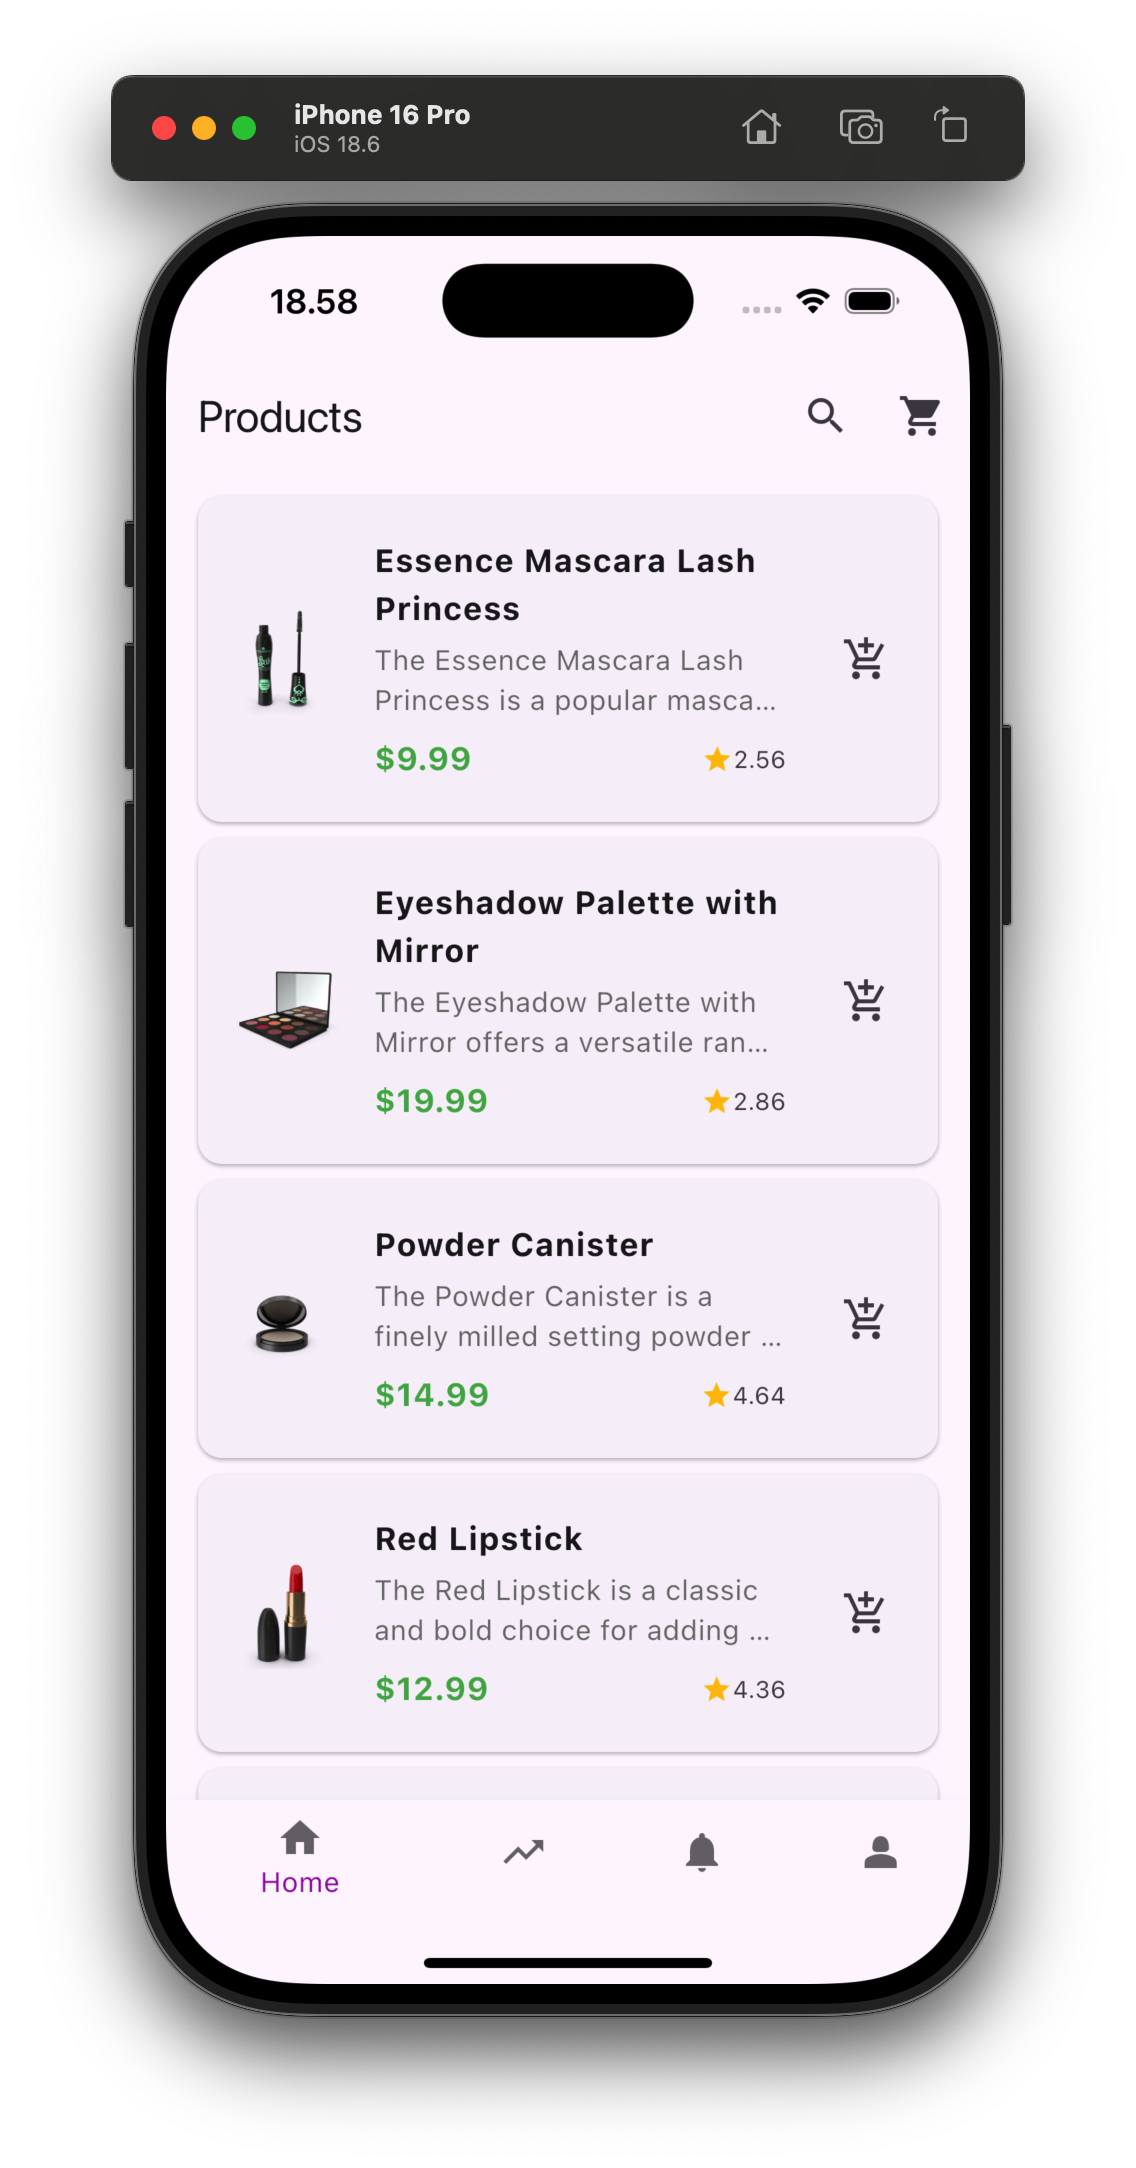 iPhone 16 Pro
iOS 18.6
18.58
Products
Essence Mascara Lash
Princess
The Essence Mascara Lash
Princess is a popular masca...
$9.99
2.56
Eyeshadow Palette with
Mirror
The Eyeshadow Palette with
Mirror offers a versatile ran...
$19.99
2.86
Powder Canister
The Powder Canister is a
finely milled setting powder ...
$14.99
4.64
Red Lipstick
The Red Lipstick is a classic
and bold choice for adding ...
$12.99
4.36
Home